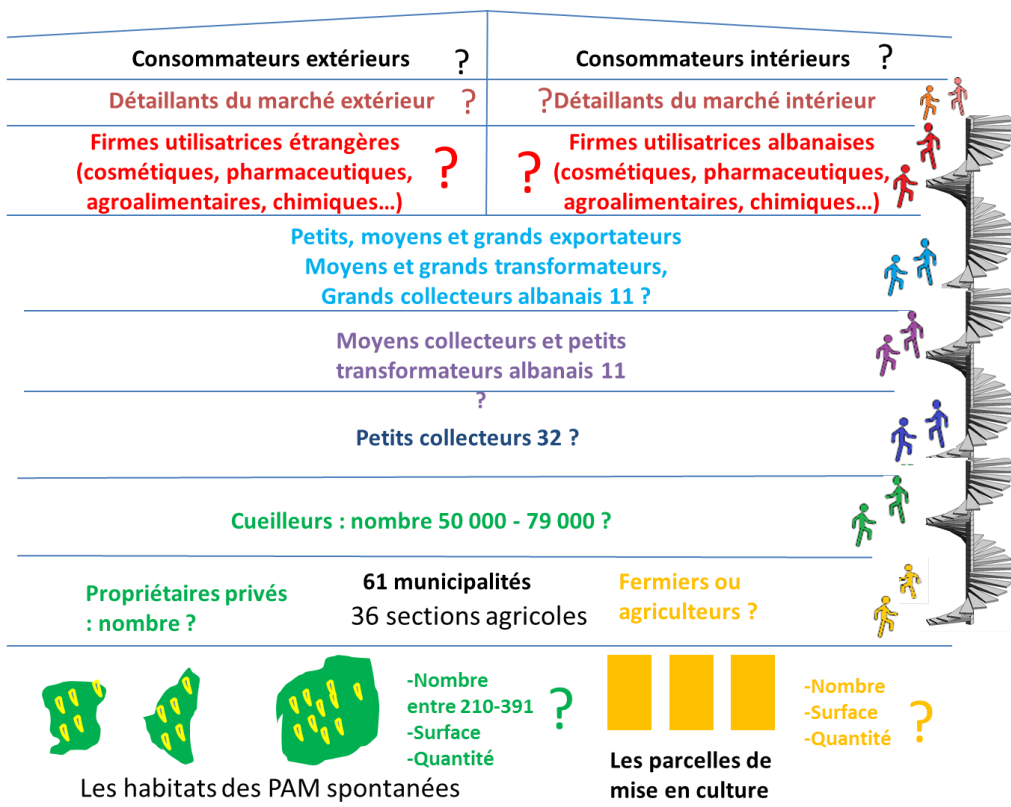 Consommateurs extérieurs ?
Consommateurs intérieurs ?
Détaillants du marché extérieur ?
?Détaillants du marché intérieur
Firmes utilisatrices étrangères
(cosmétiques, pharmaceutiques,
agroalimentaires, chimiques…)
?
?
Firmes utilisatrices albanaises
(cosmétiques, pharmaceutiques,
agroalimentaires, chimiques…)
Petits, moyens et grands exportateurs
Moyens et grands transformateurs,
Grands collecteurs albanais 11 ?
Moyens collecteurs et petits
transformateurs albanais 11
?
Petits collecteurs 32 ?
Cueilleurs : nombre 50 000 - 79 000 ?
Propriétaires privés
: nombre ?
61 municipalités
36 sections agricoles
Fermiers ou
agriculteurs ?
-Nombre
entre 210-391
-Surface
-Quantité
?
-Nombre
-Surface
-Quantité
?
Les habitats des PAM spontanées
Les parcelles de
mise en culture